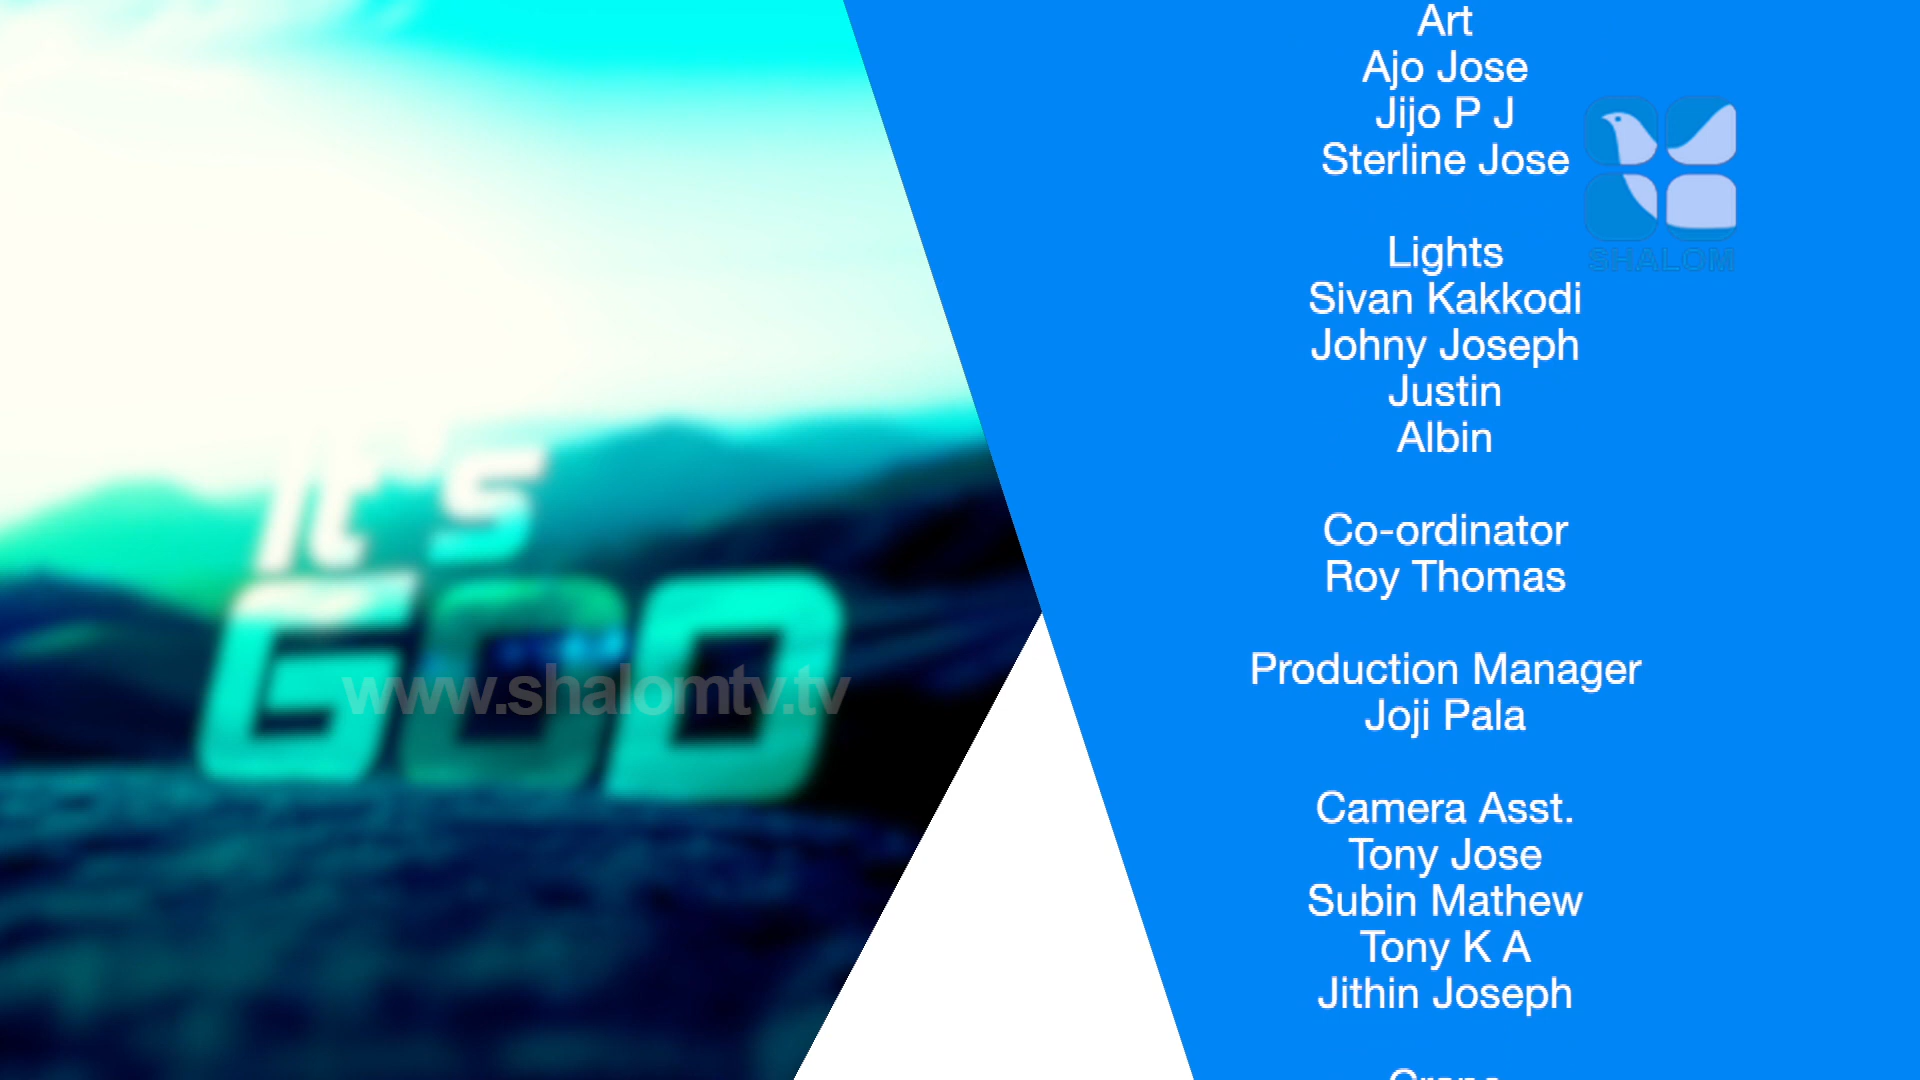 It's
GOD
www.shalomtv.tv
Art
Ajo Jose
Jijo P J
Sterline Jose
SHALOM
Lights
Sivan Kakkodi
Johny Joseph
Justin
Albin
Co-ordinator
Roy Thomas
Production Manager
Joji Pala
Camera Asst.
Tony Jose
Subin Mathew
Tony K A
Jithin Joseph